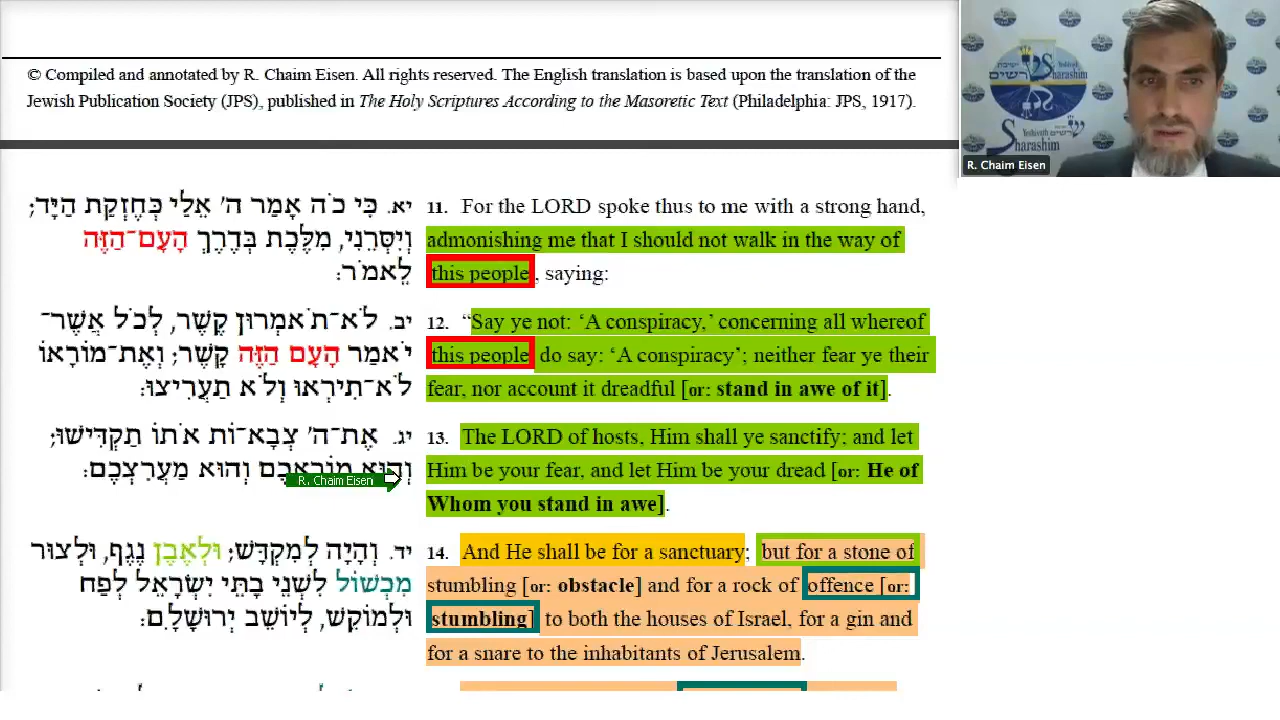 © Compiled and annotated by R. Chaim Eisen. All rights reserved. The English translation is based upon the translation of the
Jewish Publication Society (JPS), published in The Holy Scriptures According to the Masoretic Text (Philadelphia: JPS, 1917).
יא. כִּי כֹה אָמַר ה' אֵלַי כְּחֶזְקַת הַיָּד;
וְיִסְּרֵנִי, מִלֶּכֶת בְּדֶרֶךְ הָעָם־הַזֶּה
לֵאמֹר:
11. For the LORD spoke thus to me with a strong hand,
admonishing me that I should not walk in the way of
this people, saying:
יב. לֹא־תֹאמְרוּן קֶשֶׁר, לְכֹל אֲשֶׁר־
יֹאמַר הָעָם הַזֶּה קָשֶׁר; וְאֶת־מוֹרָאוֹ
לֹא־תִירְאוּ וְלֹא תַעֲרִיצוּ:
12. “Say ye not: ‘A conspiracy,’ concerning all whereof
this people do say: ‘A conspiracy’; neither fear ye their
fear, nor account it dreadful [or: stand in awe of it].
יג. אֶת־ה' צְבָא־וֹת אֹתוֹ תַקְדִּישׁוּ;
וְהוּא מוֹרַאֲכֶם וְהוּא מַעֲרִצְכֶם:
13. The LORD of hosts, Him shall ye sanctify; and let
Him be your fear, and let Him be your dread [or: He of
Whom you stand in awe].
יד. וְהָיָה לְמִקְדָּשׁ; וּלְאֶבֶן נֶגֶף, וּלְצוּר
מִכְשׁוֹל לִשְׁנֵי בָתֵּי יִשְׂרָאֵל לְפַח
וּלְמוֹקֵשׁ, לְיוֹשֵׁב יְרוּשָׁלָ͏ִם:
14. And He shall be for a sanctuary; but for a stone of
stumbling [or: obstacle] and for a rock of offence [or:
stumbling] to both the houses of Israel, for a gin and
for a snare to the inhabitants of Jerusalem.
R. Chaim Eisen
R. Chaim Eisen
Yeshivath
Sharashim